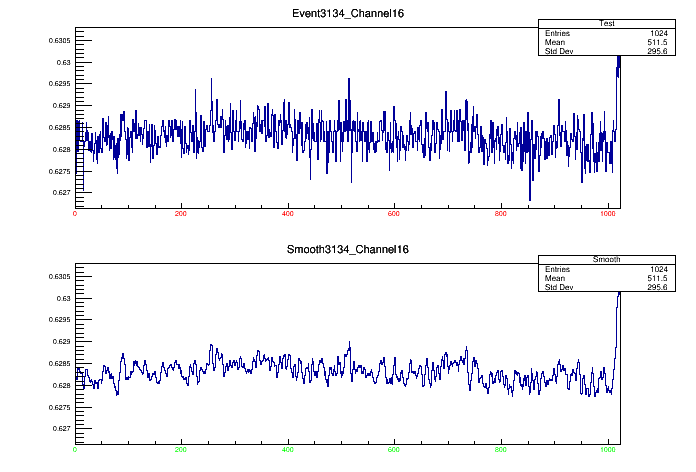 Event3134_Channel16
Test
Entries 1024
Mean 511.5
Std Dev 295.6
0.6305
0.63
0.6295
0.629
0.6285
0.628
0.6275
0.627
0 200 400 600 800 1000
Smooth3134_Channel16
Smooth
Entries 1024
Mean 511.5
Std Dev 295.6
0.6305
0.63
0.6295
0.629
0.6285
0.628
0.6275
0.627
0 200 400 600 800 1000